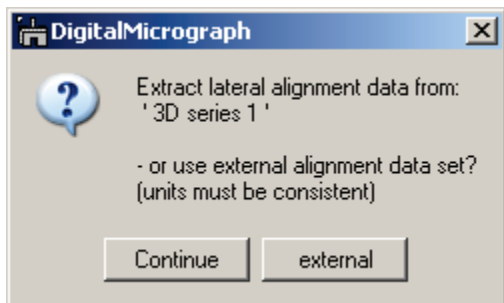 DigitalMicrograph
Extract lateral alignment data from:
' 3D series 1 '
- or use external alignment data set?
(units must be consistent)
Continue
external